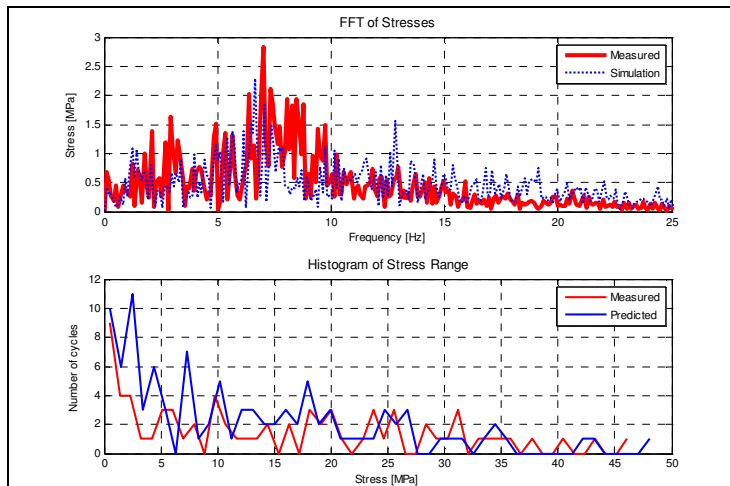 FFT of Stresses
3
2.5
2
1.5
1
0.5
0
Stress [MPa]
Measured
Simulation
0 5 10 15 20 25
Frequency [Hz]
Histogram of Stress Range
12
10
8
6
4
2
0
Number of cycles
Measured
Predicted
0 5 10 15 20 25 30 35 40 45 50
Stress [MPa]